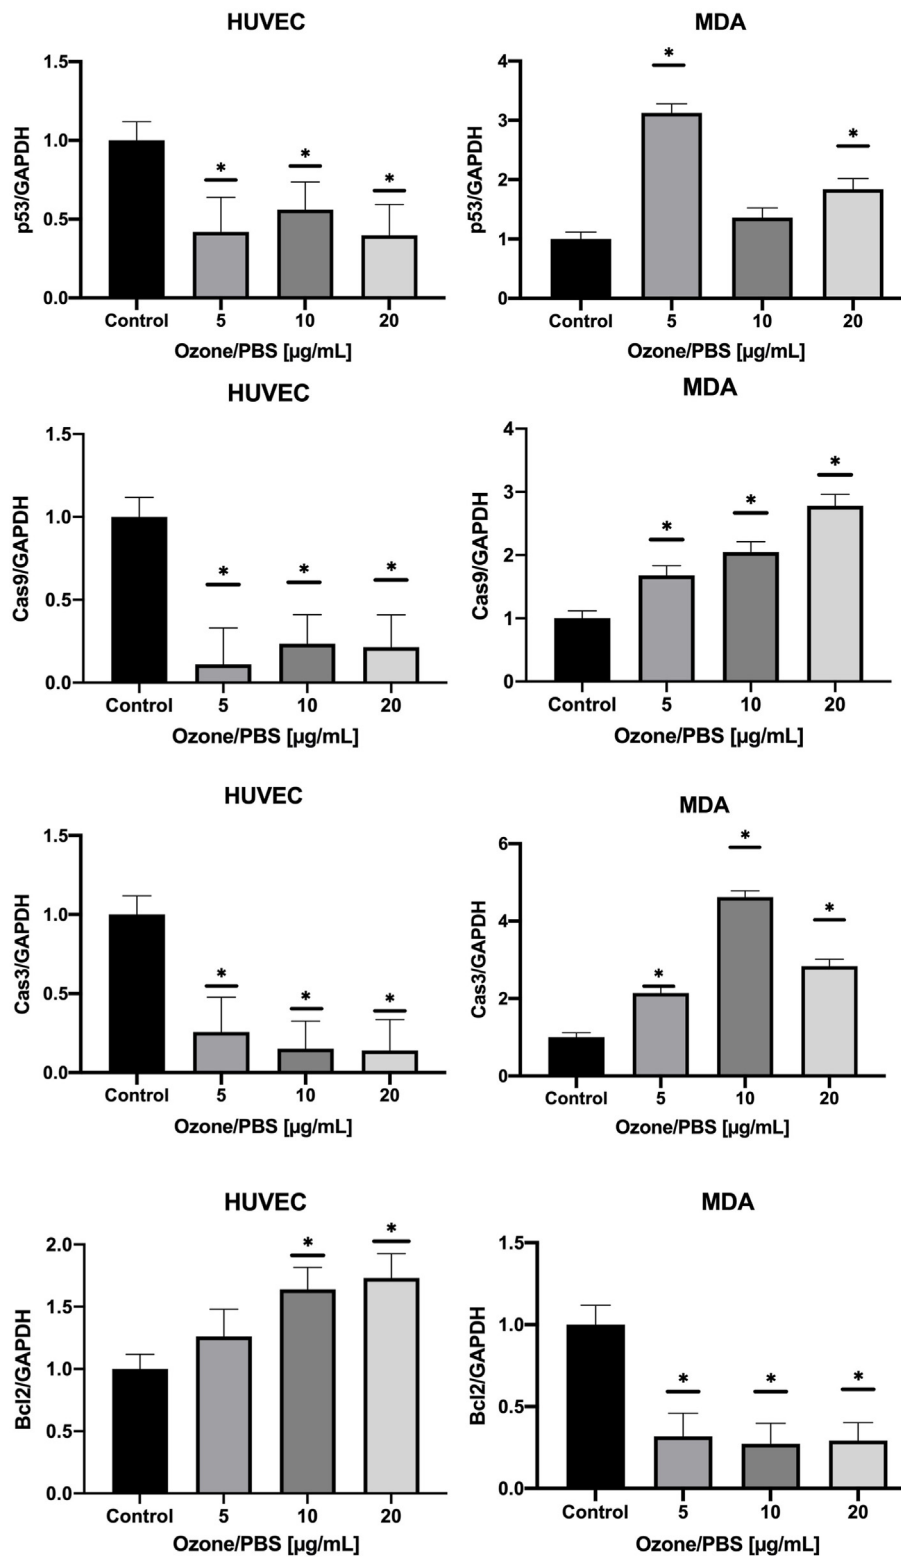 HUVEC
p53/GAPDH
1.5
1.0
0.5
0.0
Control 5 10 20
Ozone/PBS [µg/mL]
* * *
MDA
p53/GAPDH
4
3
2
1
0
Control 5 10 20
Ozone/PBS [µg/mL]
* *
HUVEC
Cas9/GAPDH
1.5
1.0
0.5
0.0
Control 5 10 20
Ozone/PBS [µg/mL]
* * *
MDA
Cas9/GAPDH
4
3
2
1
0
Control 5 10 20
Ozone/PBS [µg/mL]
* * *
HUVEC
Cas3/GAPDH
1.5
1.0
0.5
0.0
Control 5 10 20
Ozone/PBS [µg/mL]
* * *
MDA
Cas3/GAPDH
6
4
2
0
Control 5 10 20
Ozone/PBS [µg/mL]
* * *
HUVEC
Bcl2/GAPDH
2.0
1.5
1.0
0.5
0.0
Control 5 10 20
Ozone/PBS [µg/mL]
* *
MDA
Bcl2/GAPDH
1.5
1.0
0.5
0.0
Control 5 10 20
Ozone/PBS [µg/mL]
* * *